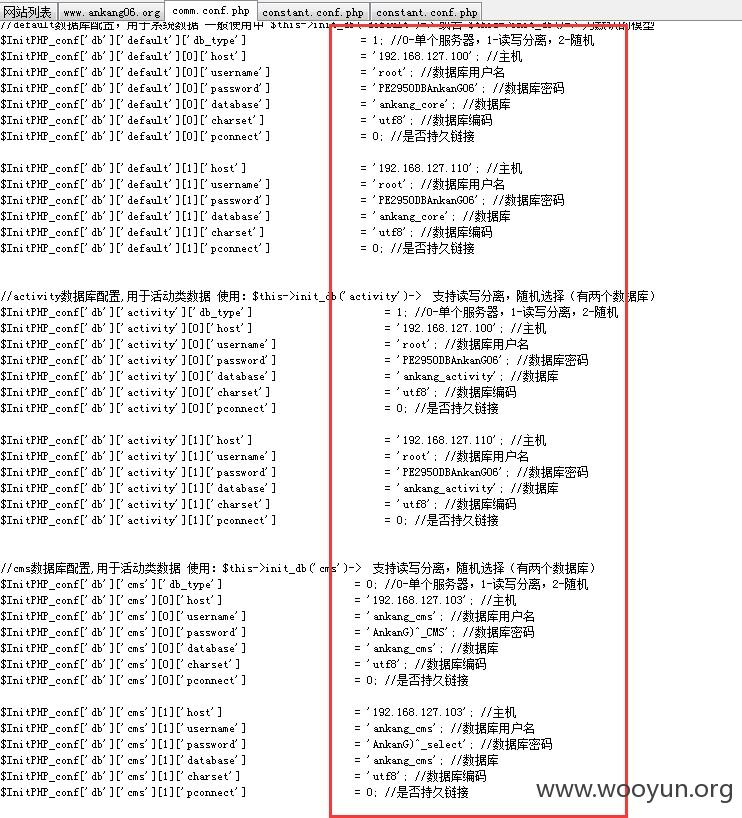 网站列表 www.ankang06.org comm.conf.php constant.conf.php constant.conf.php
//default数据库配置，用于系统数据 一般使用中 $this->init_db('default')->
$InitPHP_conf['db']['default']['db_type'] = 1; //0-单个服务器，1-读写分离，2-随机
$InitPHP_conf['db']['default'][0]['host'] = '192.168.127.100'; //主机
$InitPHP_conf['db']['default'][0]['username'] = 'root'; //数据库用户名
$InitPHP_conf['db']['default'][0]['password'] = 'PE2950DBAnkanG06'; //数据库密码
$InitPHP_conf['db']['default'][0]['database'] = 'ankang_core'; //数据库
$InitPHP_conf['db']['default'][0]['charset'] = 'utf8'; //数据库编码
$InitPHP_conf['db']['default'][0]['pconnect'] = 0; //是否持久链接
$InitPHP_conf['db']['default'][1]['host'] = '192.168.127.110'; //主机
$InitPHP_conf['db']['default'][1]['username'] = 'root'; //数据库用户名
$InitPHP_conf['db']['default'][1]['password'] = 'PE2950DBAnkanG06'; //数据库密码
$InitPHP_conf['db']['default'][1]['database'] = 'ankang_core'; //数据库
$InitPHP_conf['db']['default'][1]['charset'] = 'utf8'; //数据库编码
$InitPHP_conf['db']['default'][1]['pconnect'] = 0; //是否持久链接
//activity数据库配置,用于活动类数据 使用：$this->init_db('activity')-> 支持读写分离，随机选择（有两个数据库）
$InitPHP_conf['db']['activity']['db_type'] = 1; //0-单个服务器，1-读写分离，2-随机
$InitPHP_conf['db']['activity'][0]['host'] = '192.168.127.100'; //主机
$InitPHP_conf['db']['activity'][0]['username'] = 'root'; //数据库用户名
$InitPHP_conf['db']['activity'][0]['password'] = 'PE2950DBAnkanG06'; //数据库密码
$InitPHP_conf['db']['activity'][0]['database'] = 'ankang_activity'; //数据库
$InitPHP_conf['db']['activity'][0]['charset'] = 'utf8'; //数据库编码
$InitPHP_conf['db']['activity'][0]['pconnect'] = 0; //是否持久链接
$InitPHP_conf['db']['activity'][1]['host'] = '192.168.127.110'; //主机
$InitPHP_conf['db']['activity'][1]['username'] = 'root'; //数据库用户名
$InitPHP_conf['db']['activity'][1]['password'] = 'PE2950DBAnkanG06'; //数据库密码
$InitPHP_conf['db']['activity'][1]['database'] = 'ankang_activity'; //数据库
$InitPHP_conf['db']['activity'][1]['charset'] = 'utf8'; //数据库编码
$InitPHP_conf['db']['activity'][1]['pconnect'] = 0; //是否持久链接
//cms数据库配置,用于活动类数据 使用：$this->init_db('cms')-> 支持读写分离，随机选择（有两个数据库）
$InitPHP_conf['db']['cms']['db_type'] = 0; //0-单个服务器，1-读写分离，2-随机
$InitPHP_conf['db']['cms'][0]['host'] = '192.168.127.103'; //主机
$InitPHP_conf['db']['cms'][0]['username'] = 'ankang_cms'; //数据库用户名
$InitPHP_conf['db']['cms'][0]['password'] = 'AnkanG)^_CMS'; //数据库密码
$InitPHP_conf['db']['cms'][0]['database'] = 'ankang_cms'; //数据库
$InitPHP_conf['db']['cms'][0]['charset'] = 'utf8'; //数据库编码
$InitPHP_conf['db']['cms'][0]['pconnect'] = 0; //是否持久链接
$InitPHP_conf['db']['cms'][1]['host'] = '192.168.127.103'; //主机
$InitPHP_conf['db']['cms'][1]['username'] = 'ankang_cms'; //数据库用户名
$InitPHP_conf['db']['cms'][1]['password'] = 'AnkanG)^_select'; //数据库密码
$InitPHP_conf['db']['cms'][1]['database'] = 'ankang_cms'; //数据库
$InitPHP_conf['db']['cms'][1]['charset'] = 'utf8'; //数据库编码
$InitPHP_conf['db']['cms'][1]['pconnect'] = 0; //是否持久链接
www.wooyun.org